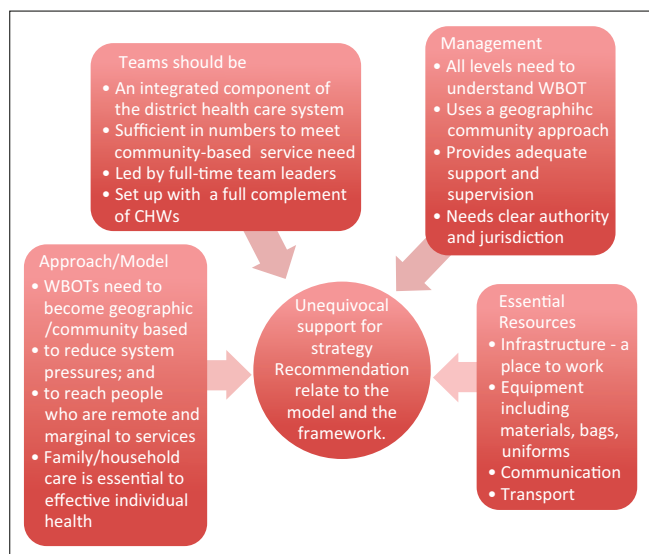 Teams should be
• An integrated component of
the district health care system
• Sufficient in numbers to meet
community-based service need
• Led by full-time team leaders
• Set up with a full complement
of CHWs
Management
• All levels need to
understand WBOT
• Uses a geographihc
community approach
• Provides adequate
support and
supervision
• Needs clear authority
and jurisdiction
Approach/Model
• WBOTs need to
become geographic
/community based
• to reduce system
pressures; and
• to reach people
who are remote and
marginal to services
• Family/household
care is essential to
effective individual
health
Unequivocal
support for
strategy
Recommendation
relate to the
model and the
framework.
Essential
Resources
• Infrastructure - a
place to work
• Equipment
including
materials, bags,
uniforms
• Communication
• Transport